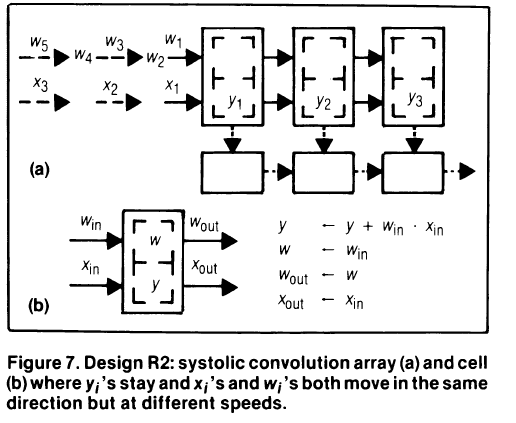 w5 w4 w3 w2 w1
x3 x2 x1
y1 y2 y3
(a)
win w wout
xin y xout
(b)
y ← y + win · xin
w ← win
wout ← w
xout ← xin
Figure 7. Design R2: systolic convolution array (a) and cell
(b) where yi's stay and xi's and wi's both move in the same
direction but at different speeds.